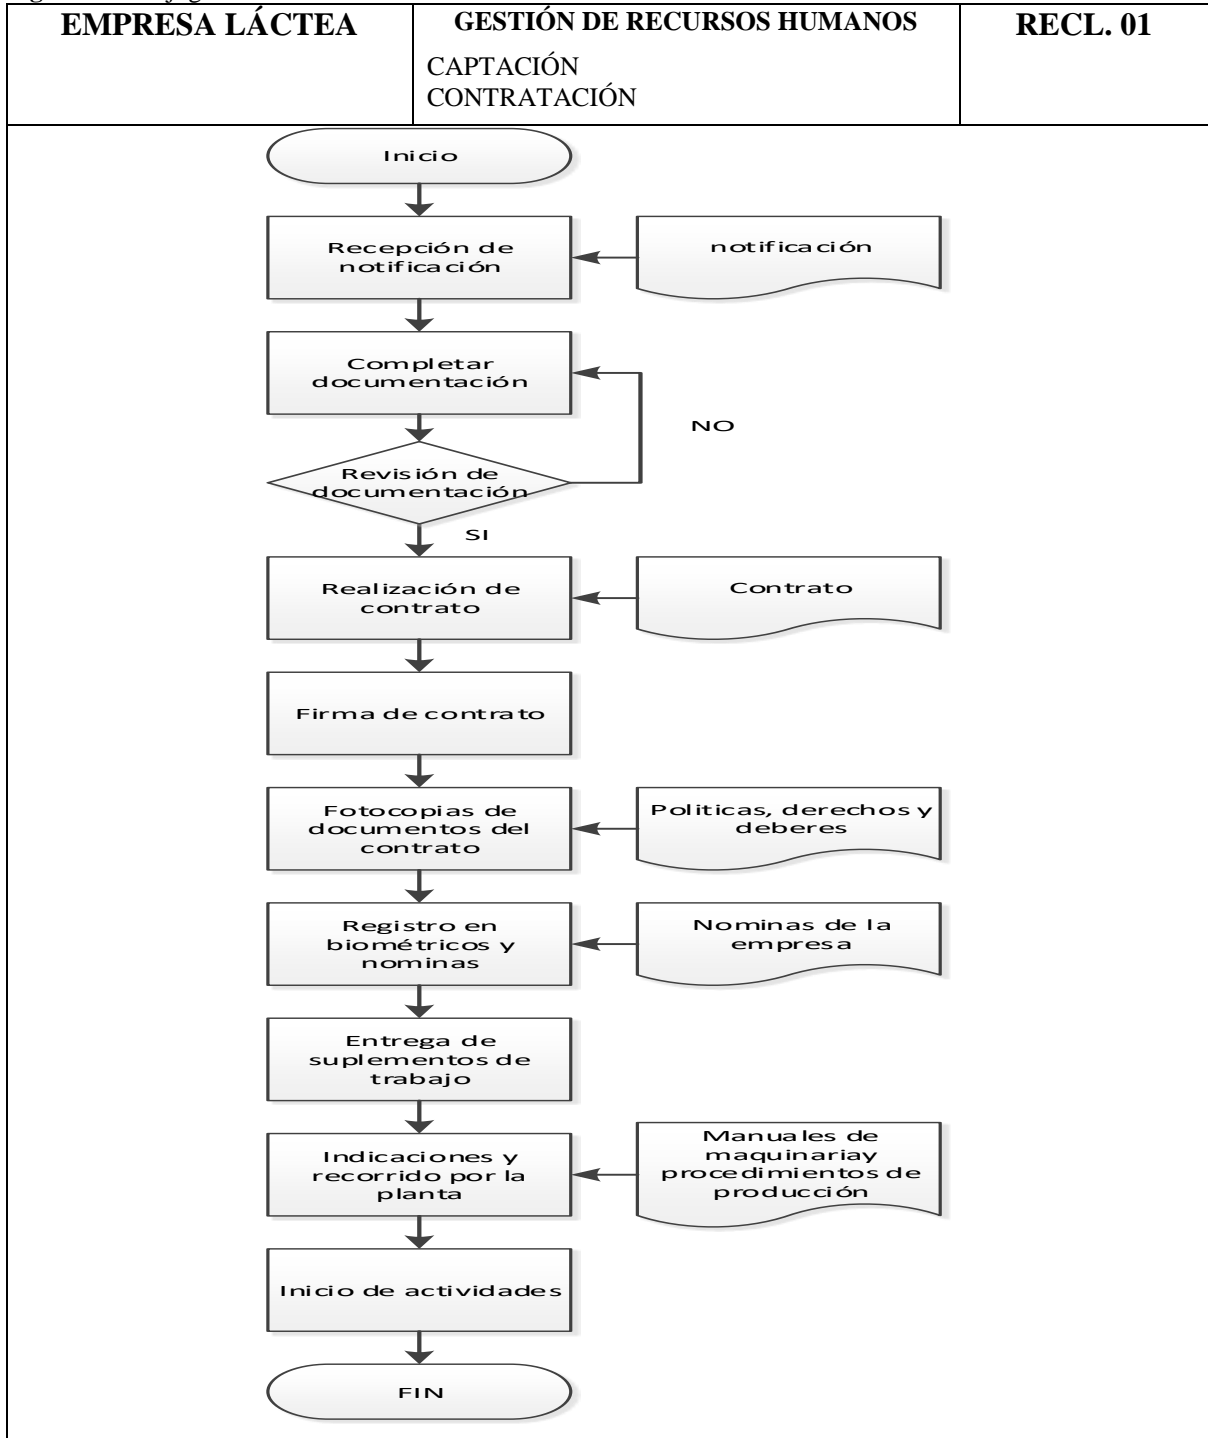 EMPRESA LÁCTEA
GESTIÓN DE RECURSOS HUMANOS
CAPTACIÓN
CONTRATACIÓN
RECL. 01
Inicio
Recepción de
notificación
notificación
Completar
documentación
NO
Revisión de
documentación
SI
Realización de
contrato
Contrato
Firma de contrato
Fotocopias de
documentos del
contrato
Politicas, derechos y
deberes
Registro en
biométricos y
nominas
Nominas de la
empresa
Entrega de
suplementos de
trabajo
Indicaciones y
recorrido por la
planta
Manuales de
maquinariay
procedimientos de
producción
Inicio de actividades
FIN